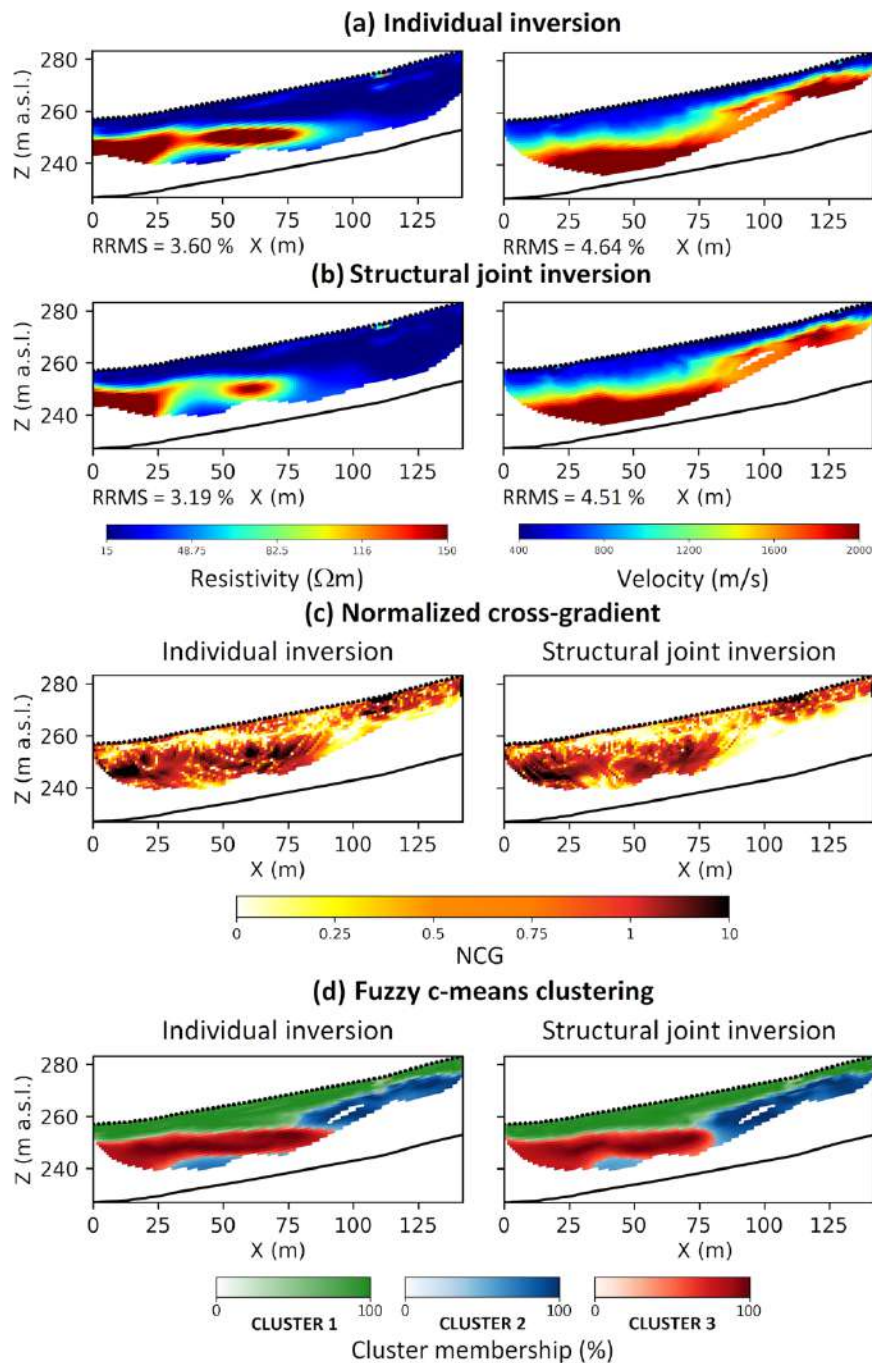 (a) Individual inversion
280
260
240
Z (m a.s.l.)
0 25 50 75 100 125
0 25 50 75 100 125
RRMS = 3.60 % X (m)
RRMS = 4.64 % X (m)
(b) Structural joint inversion
280
260
240
Z (m a.s.l.)
0 25 50 75 100 125
0 25 50 75 100 125
RRMS = 3.19 % X (m)
RRMS = 4.51 % X (m)
15 48.75 82.5 116 150
400 800 1200 1600 2000
Resistivity (Ωm)
Velocity (m/s)
(c) Normalized cross-gradient
Individual inversion
Structural joint inversion
280
260
240
Z (m a.s.l.)
0 25 50 75 100 125
0 25 50 75 100 125
X (m)
X (m)
0 0.25 0.5 0.75 1 10
NCG
(d) Fuzzy c-means clustering
Individual inversion
Structural joint inversion
280
260
240
Z (m a.s.l.)
0 25 50 75 100 125
0 25 50 75 100 125
X (m)
X (m)
0 100 0 100 0 100
CLUSTER 1 CLUSTER 2 CLUSTER 3
Cluster membership (%)